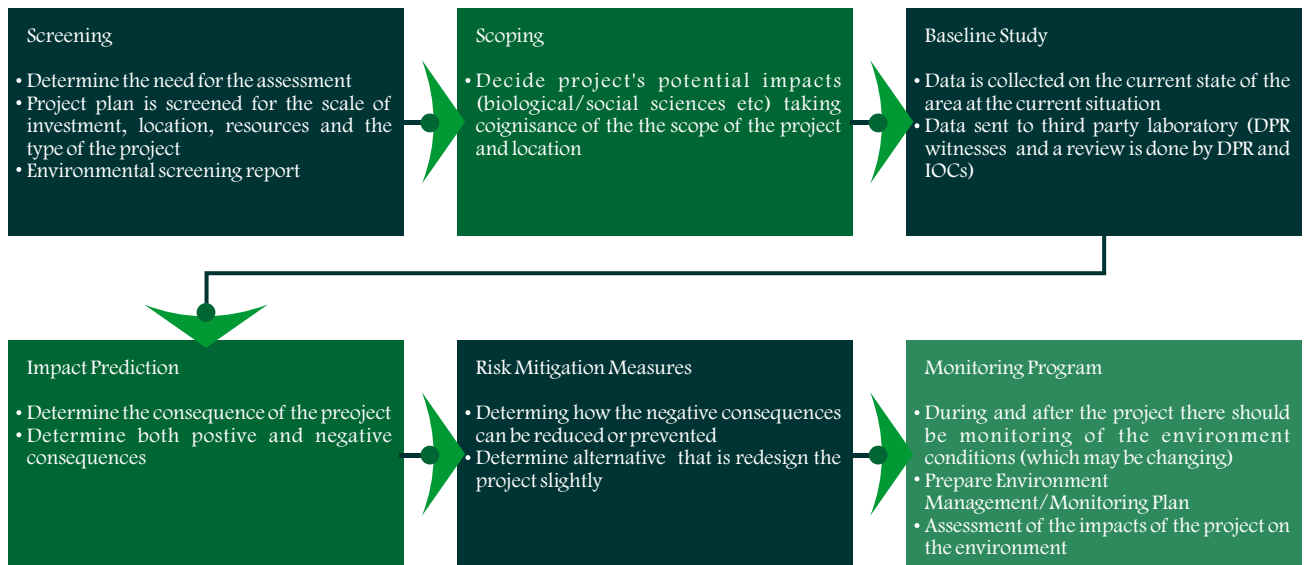 Screening
• Determine the need for the assessment
• Project plan is screened for the scale of
investment, location, resources and the
type of the project
• Environmental screening report
Scoping
• Decide project's potential impacts
(biological/social sciences etc) taking
coignisance of the the scope of the project
and location
Baseline Study
• Data is collected on the current state of the
area at the current situation
• Data sent to third party laboratory (DPR
witnesses and a review is done by DPR and
IOCs)
Impact Prediction
• Determine the consequence of the preoject
• Determine both postive and negative
consequences
Risk Mitigation Measures
• Determing how the negative consequences
can be reduced or prevented
• Determine alternative that is redesign the
project slightly
Monitoring Program
• During and after the project there should
be monitoring of the environment
conditions (which may be changing)
• Prepare Environment
Management/Monitoring Plan
• Assessment of the impacts of the project on
the environment